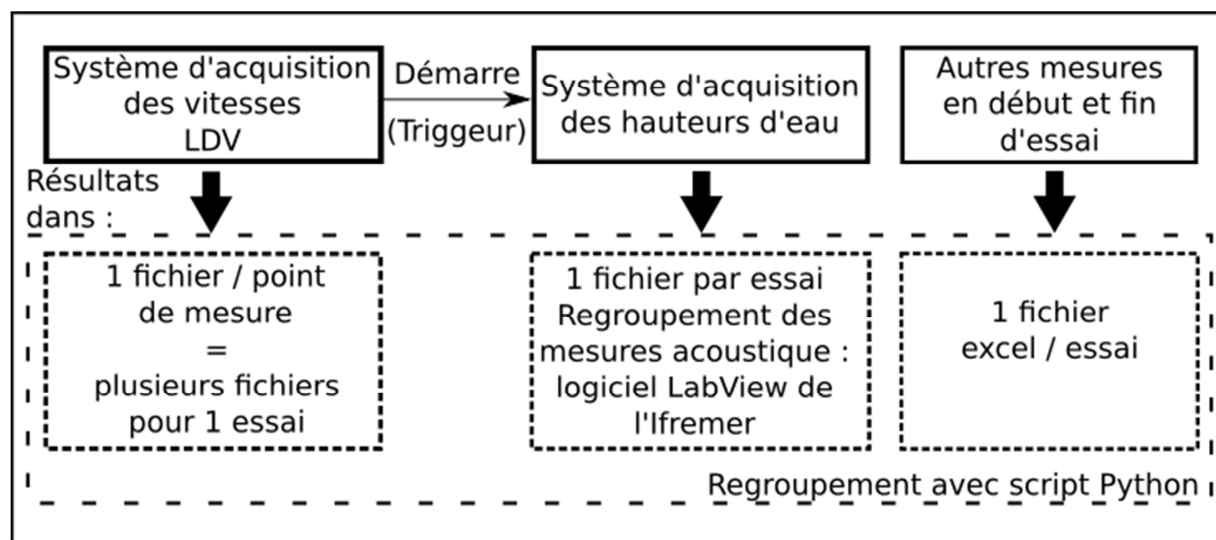 Système d'acquisition
des vitesses
LDV
Démarre
(Triggeur)
Système d'acquisition
des hauteurs d'eau
Autres mesures
en début et fin
d'essai
Résultats
dans :
1 fichier / point
de mesure
=
plusieurs fichiers
pour 1 essai
1 fichier par essai
Regroupement des
mesures acoustique :
logiciel LabView de
l'Ifremer
1 fichier
excel / essai
Regroupement avec script Python